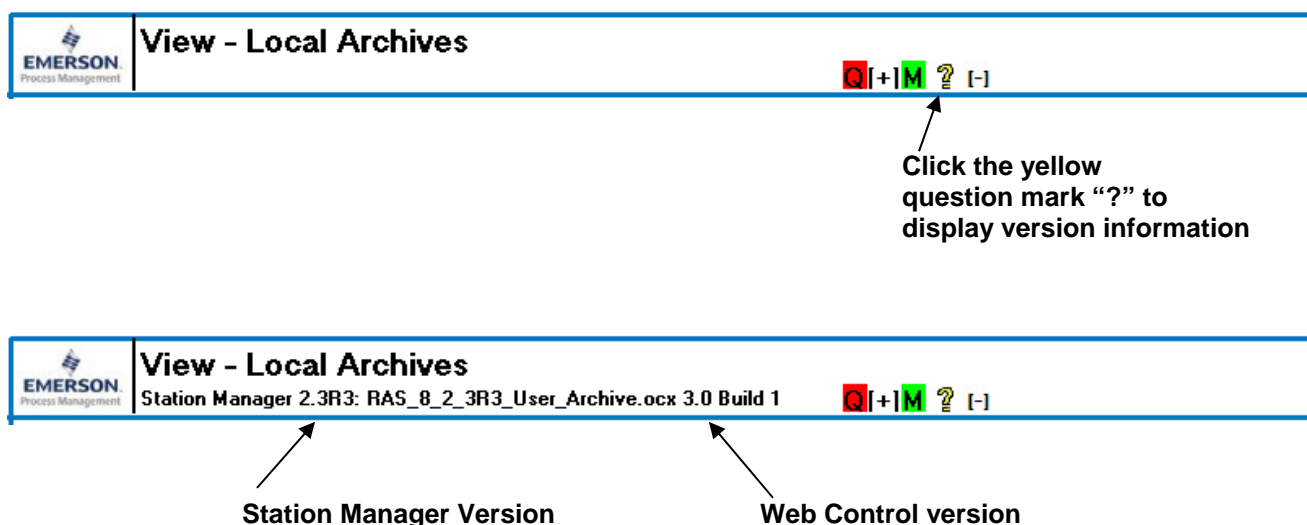 View - Local Archives
EMERSON.
Process Management
Q [+] M ? [-]
Click the yellow
question mark “?” to
display version information
View - Local Archives
EMERSON.
Process Management
Station Manager 2.3R3: RAS_8_2_3R3_User_Archive.ocx 3.0 Build 1
Q [+] M ? [-]
Station Manager Version
Web Control version